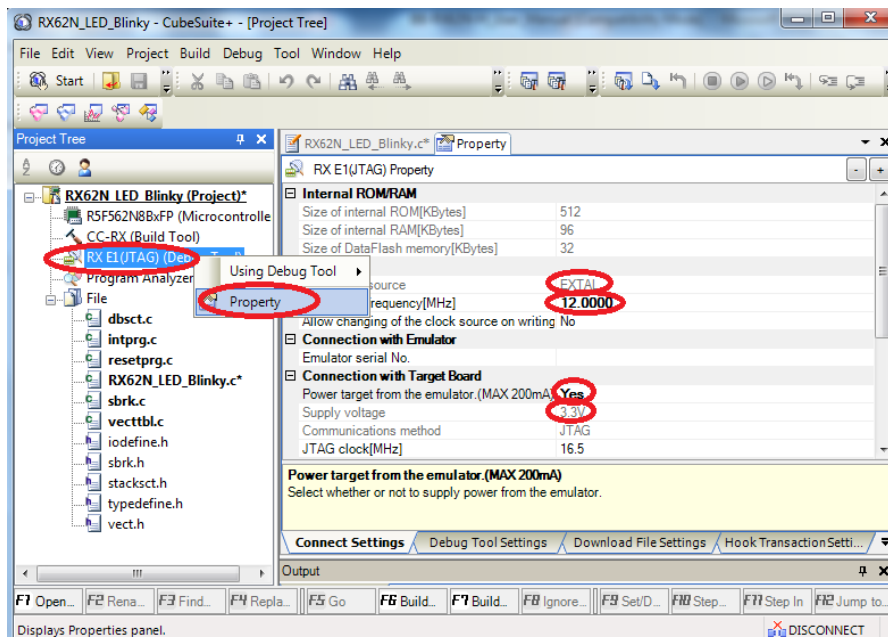 RX62N_LED_Blinky - CubeSuite+ - [Project Tree]
File Edit View Project Build Debug Tool Window Help
Start
Project Tree
RX62N_LED_Blinky (Project)*
R5F562N8BxFP (Microcontrolle
CC-RX (Build Tool)
RX E1(JTAG) (Deb
Program Analyzer
File
dbsct.c
intprg.c
resetprg.c
RX62N_LED_Blinky.c*
sbrk.c
vecttbl.c
iodefine.h
sbrk.h
stacksct.h
typedefine.h
vect.h
Using Debug Tool
Property
RX62N_LED_Blinky.c* Property
RX E1(JTAG) Property
Internal ROM/RAM
Size of internal ROM[KBytes] 512
Size of internal RAM[KBytes] 96
Size of DataFlash memory[KBytes] 32
source EXTAL
requency[MHz] 12.0000
Allow changing of the clock source on writing No
Connection with Emulator
Emulator serial No.
Connection with Target Board
Power target from the emulator.(MAX 200mA) Yes
Supply voltage 3.3V
Communications method JTAG
JTAG clock[MHz] 16.5
Power target from the emulator.(MAX 200mA)
Select whether or not to supply power from the emulator.
Connect Settings Debug Tool Settings Download File Settings Hook Transaction Setti...
Output
F1 Open... F2 Rena... F3 Find... F4 Repla... F5 Go F6 Build... F7 Build... F8 Ignore... F9 Set/D... F10 Step... F11 Step In F12 Jump to...
Displays Properties panel.
DISCONNECT